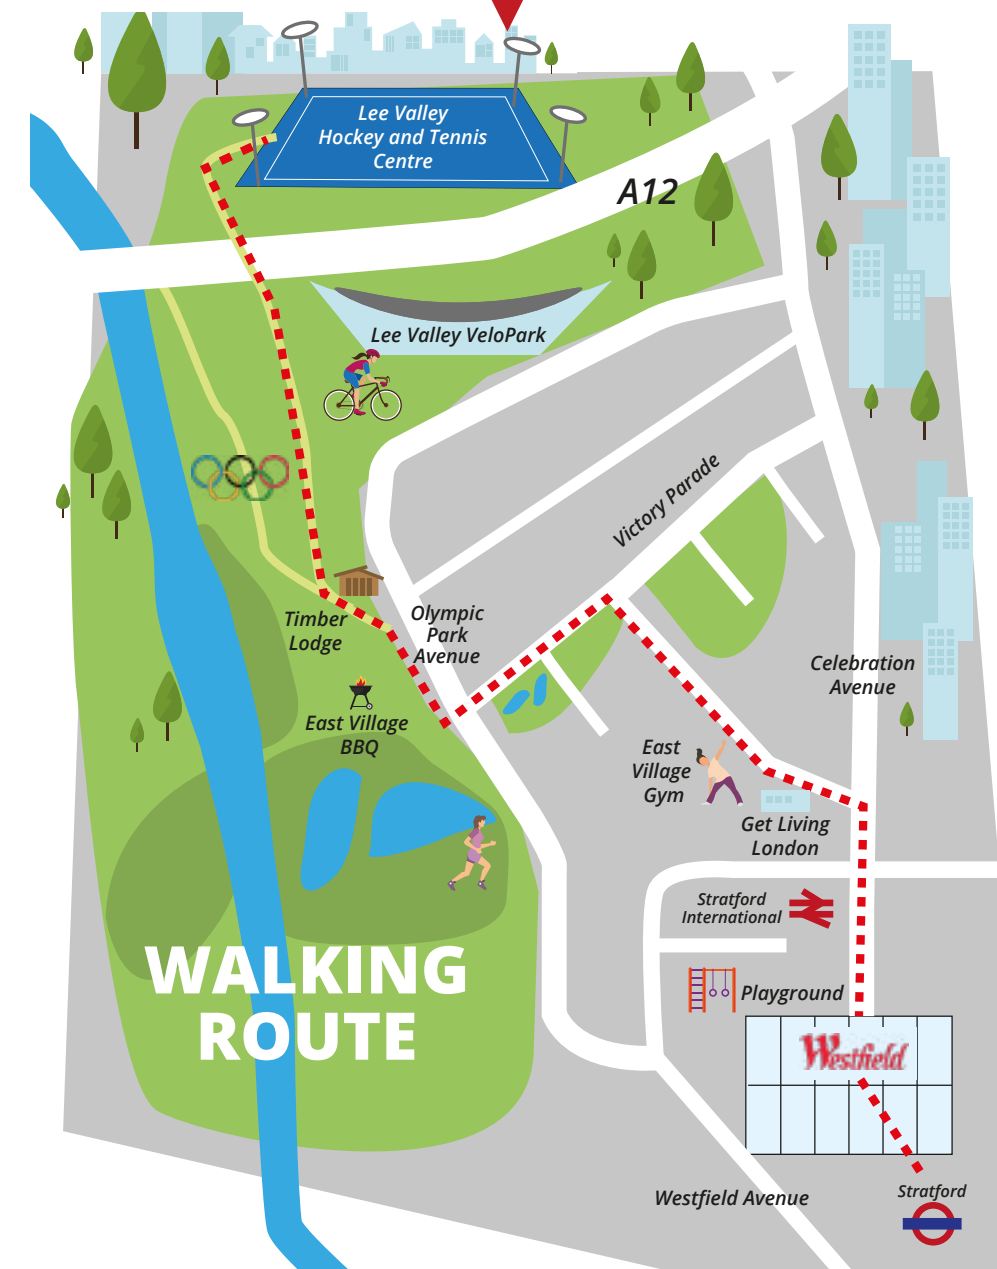 Lee Valley
Hockey and Tennis
Centre
A12
Lee Valley VeloPark
Victory Parade
Timber
Lodge
Olympic
Park
Avenue
Celebration
Avenue
East Village
BBQ
East
Village
Gym
Get Living
London
Stratford
International
WALKING
ROUTE
Playground
Westfield
Westfield Avenue
Stratford